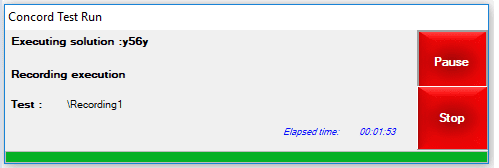 Concord Test Run
Executing solution :y56y
Pause
Recording execution
Test : \Recording1
Stop
Elapsed time: 00:01:53